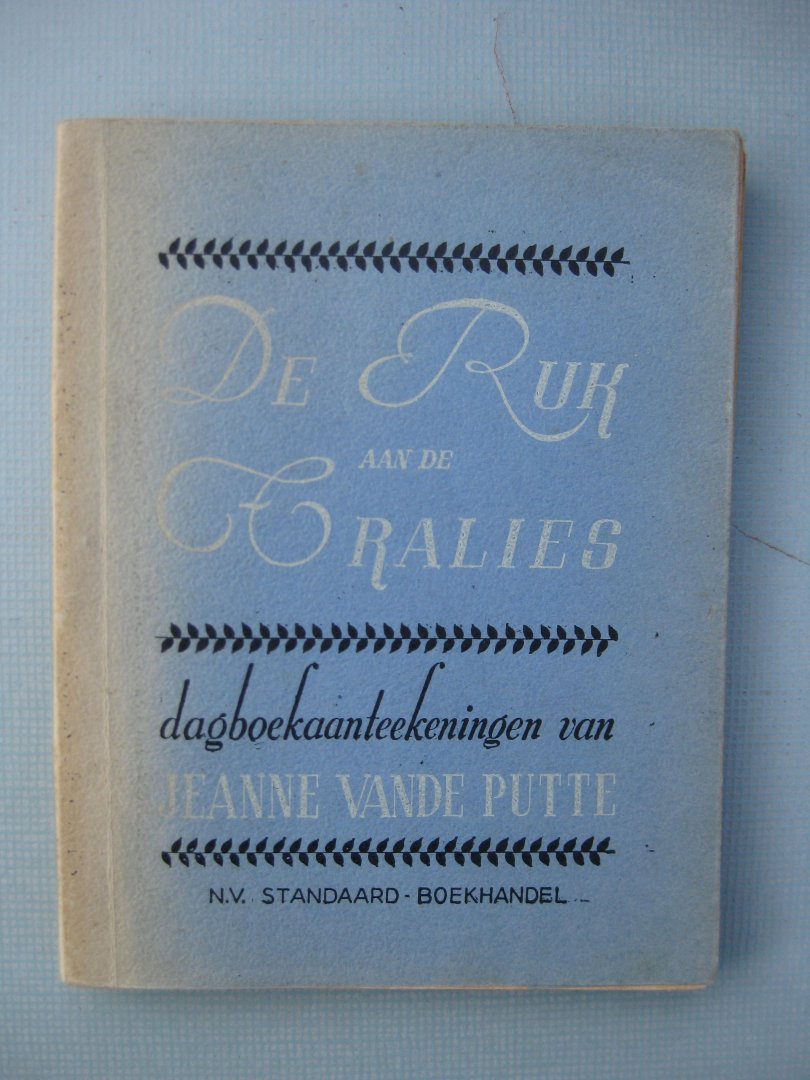 DE RUK
AAN DE
TRALIES
dagboekaanteekeningen van
JEANNE VANDE PUTTE
N.V. STANDAARD - BOEKHANDEL